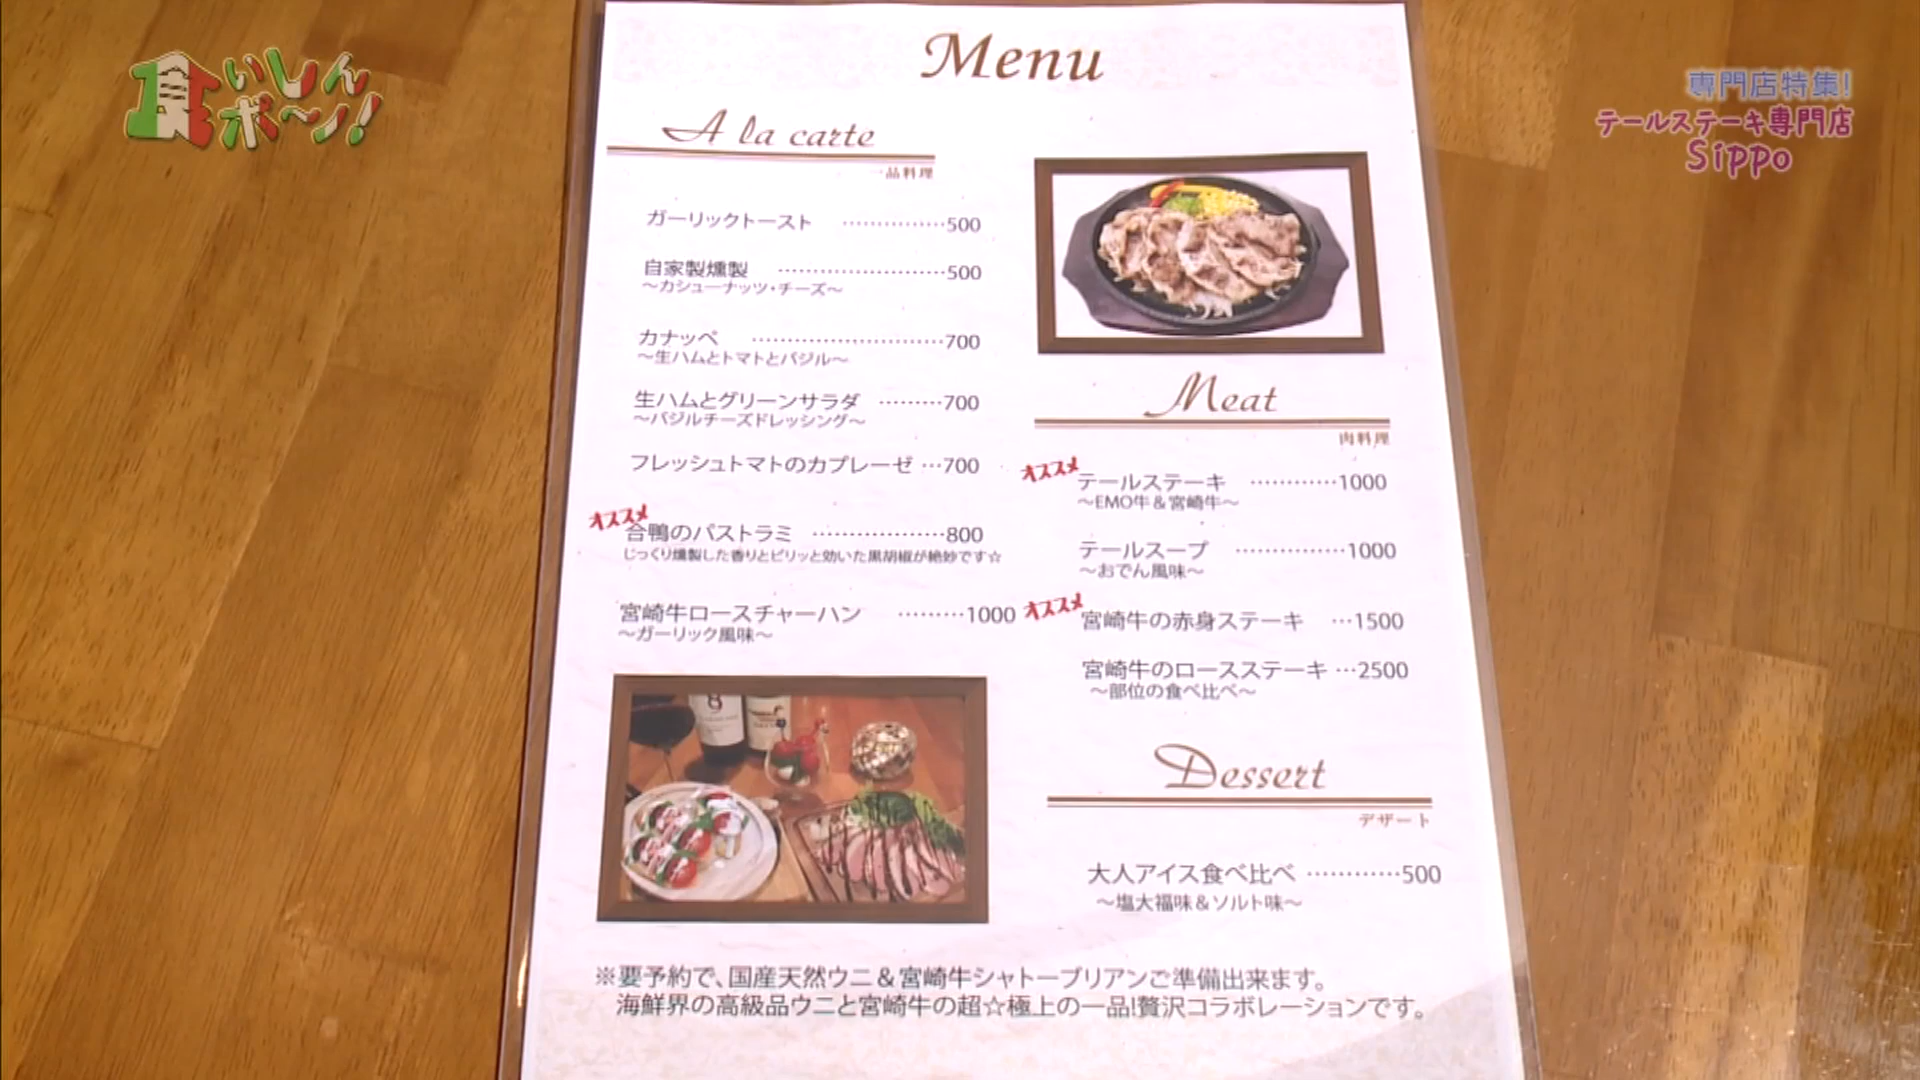 食いしん
ボ〜ノ!
専門店特集!
テールステーキ専門店
Sippo
Menu
A la carte
一品料理
ガーリックトースト ……………500
自家製燻製 ……………………500
〜カシューナッツ・チーズ〜
カナッペ ………………………700
〜生ハムとトマトとバジル〜
生ハムとグリーンサラダ ………700
〜バジルチーズドレッシング〜
フレッシュトマトのカプレーゼ …700
オススメ
合鴨のパストラミ ………………800
じっくり燻製した香りとピリッと効いた黒胡椒が絶妙です☆
宮崎牛ロースチャーハン ………1000
〜ガーリック風味〜
Meat
肉料理
オススメ
テールステーキ …………1000
〜EMO牛&宮崎牛〜
テールスープ ……………1000
〜おでん風味〜
オススメ
宮崎牛の赤身ステーキ …1500
宮崎牛のロースステーキ …2500
〜部位の食べ比べ〜
Dessert
デザート
大人アイス食べ比べ …………500
〜塩大福味&ソルト味〜
※要予約で、国産天然ウニ&宮崎牛シャトーブリアンご準備出来ます。
海鮮界の高級品ウニと宮崎牛の超☆極上の一品!贅沢コラボレーションです。